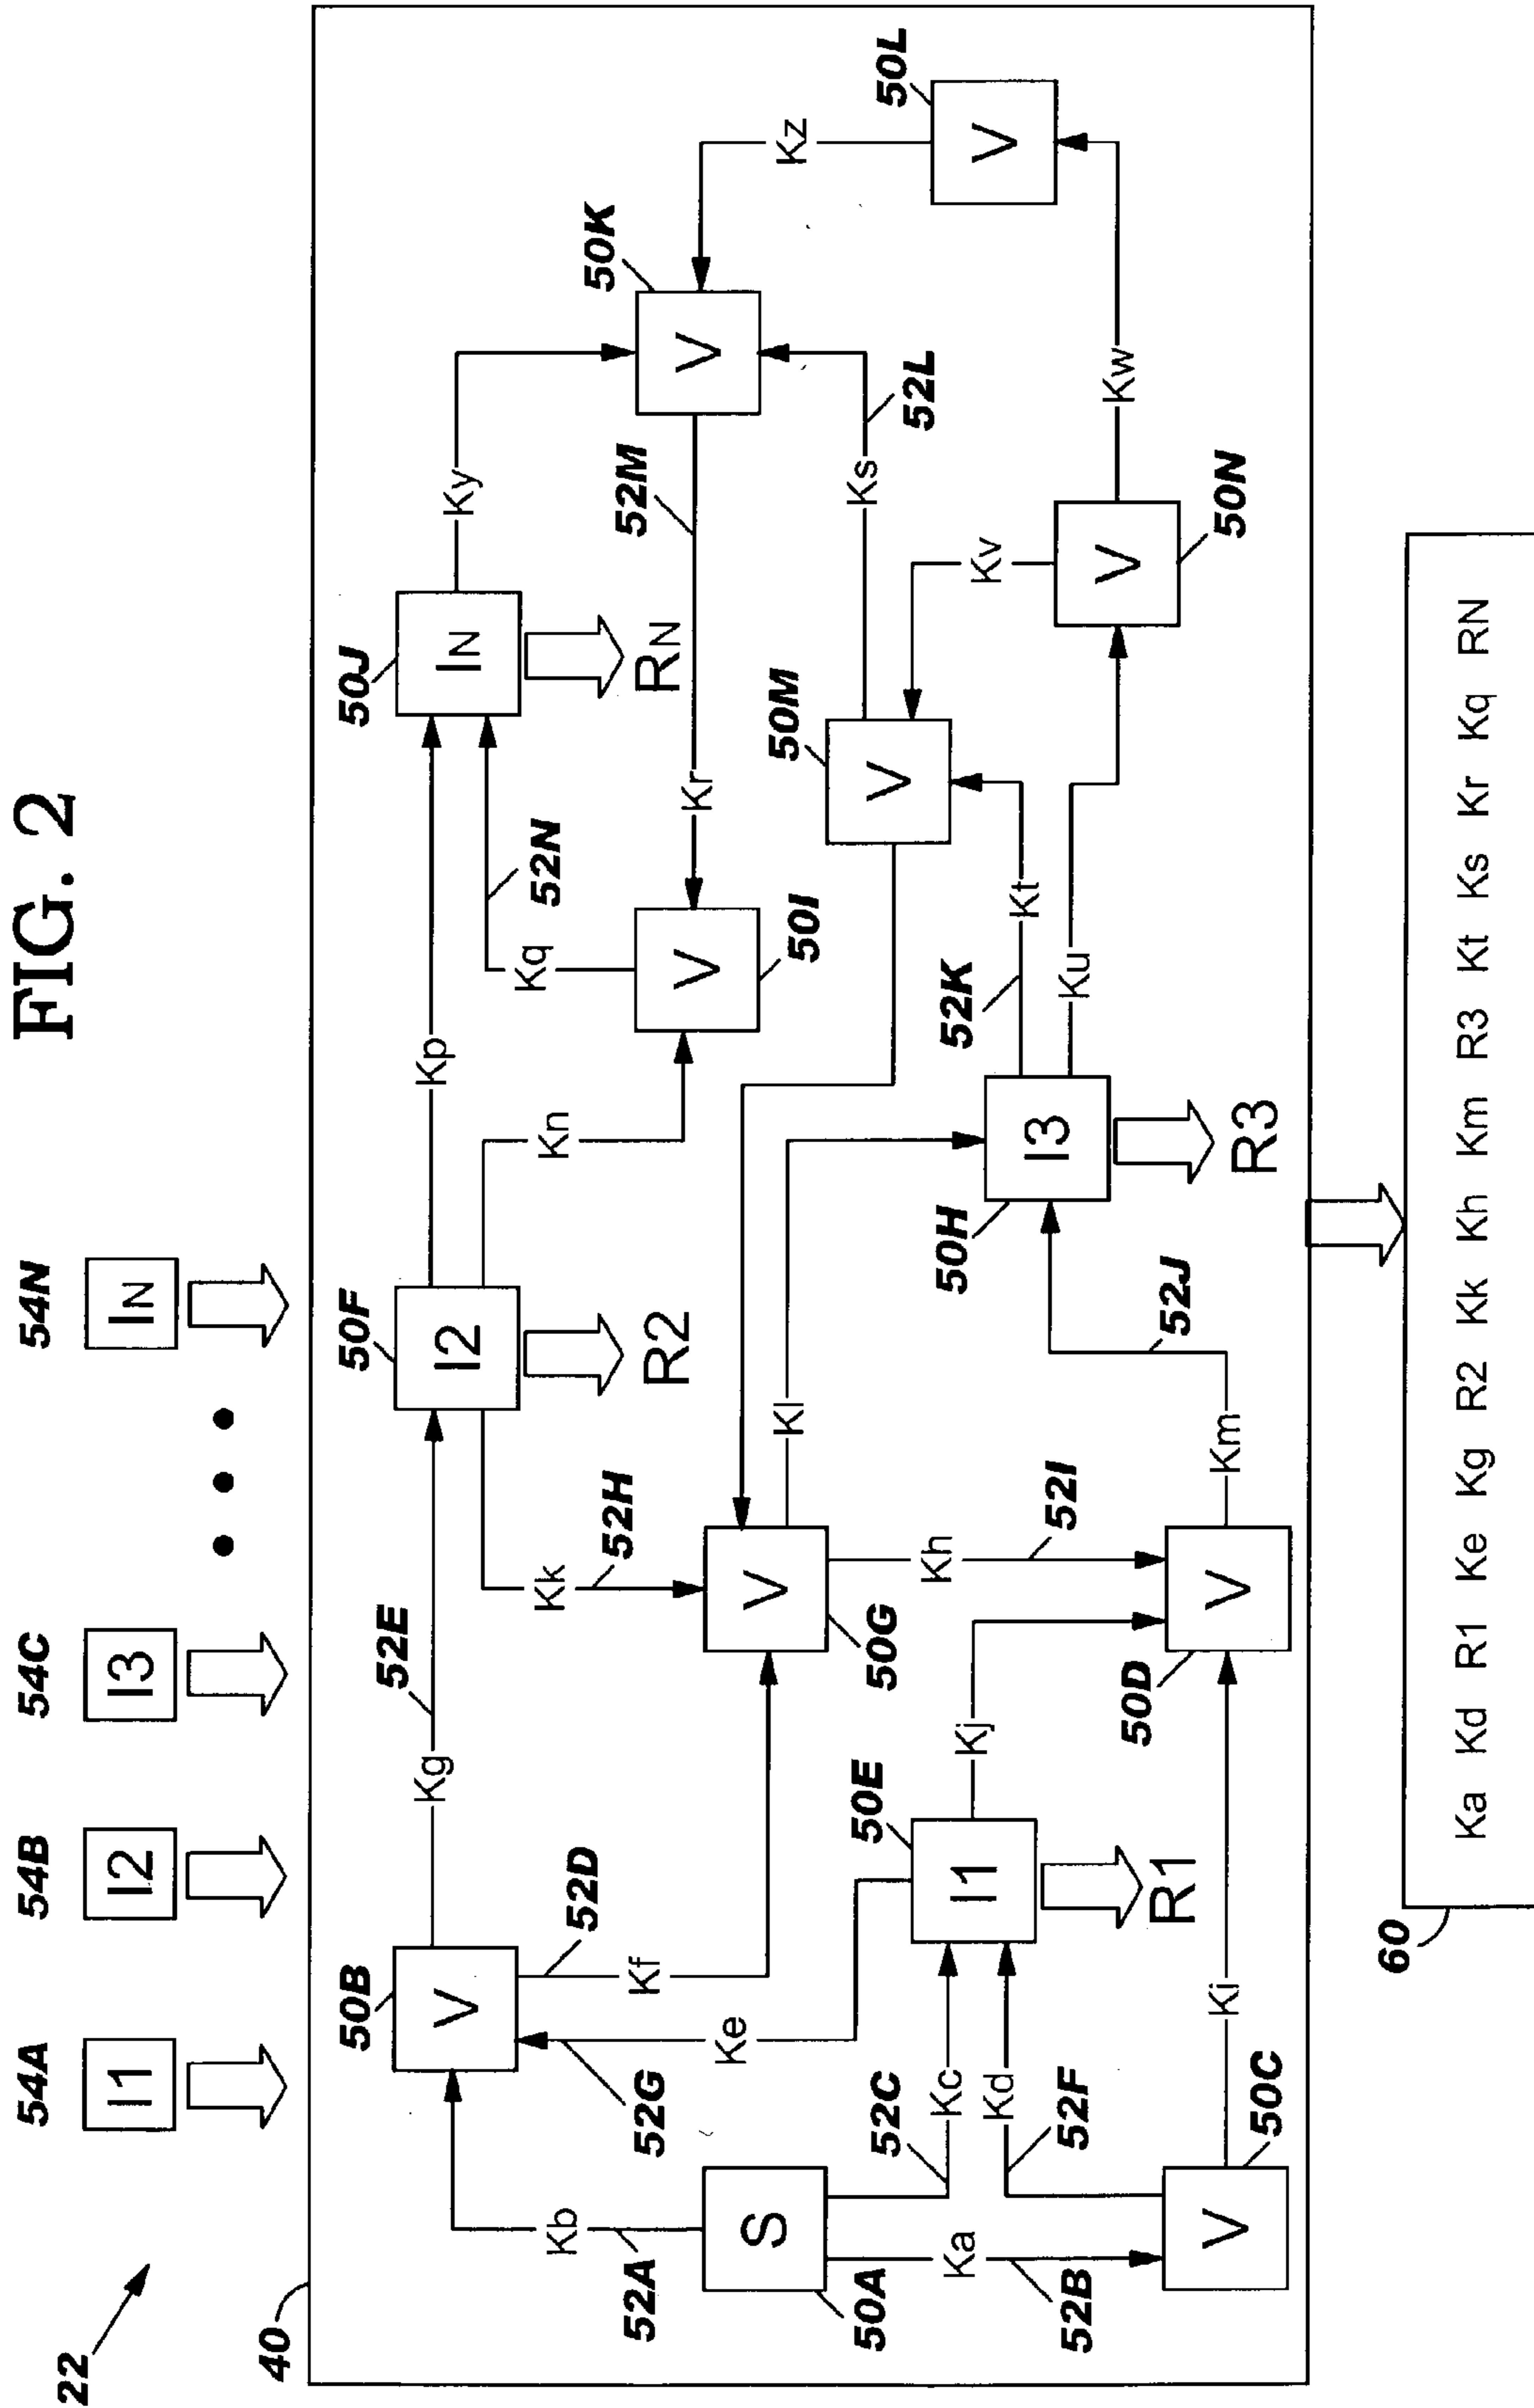 FIG. 2
22
54A
54B
54C
54N
I1
I2
I3
IN
40
50B
52E
50F
50J
V
Kg
I2
Kp
IN
Ky
Kb
52A
52D
Kf
Kk
52H
R2
Kn
Kq
52N
RN
52M
50K
V
Kz
50L
V
S
50A
52G
Ke
V
50G
Kl
V
50I
Kr
50M
V
Ks
52L
Ka
52B
52C
Kc
Kd
52F
50E
I1
R1
Kj
Kh
52I
50H
I3
R3
52K
Kt
Ku
Kv
V
50N
Kw
V
50C
Ki
50D
V
Km
52J
60
Ka Kd R1 Ke Kg R2 Kk Kh Km R3 Kt Ks Kr Kq RN